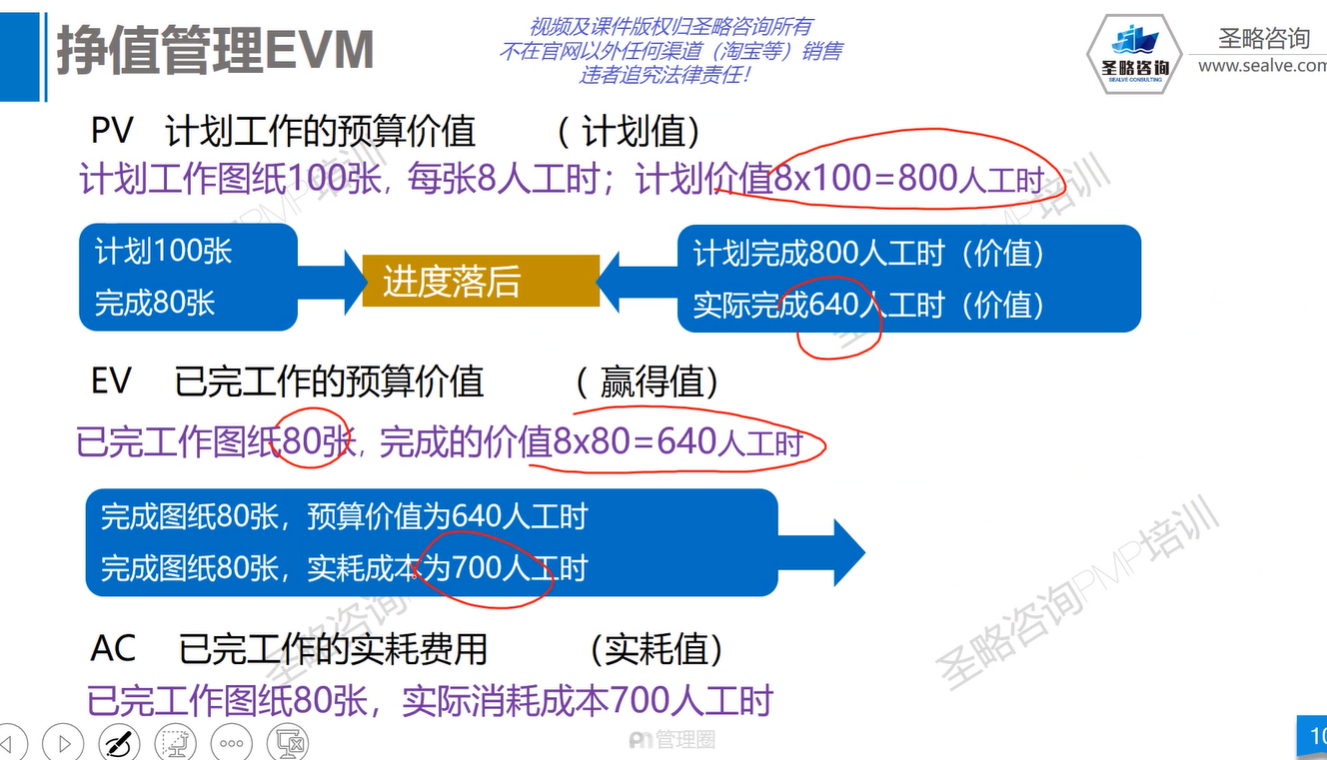 挣值管理EVM
视频及课件版权归圣略咨询所有
不在官网以外任何渠道（淘宝等）销售
违者追究法律责任！
圣略咨询
SEALVE CONSULTING
圣略咨询
www.sealve.com
PV 计划工作的预算价值 （ 计划值）
计划工作图纸100张，每张8人工时；计划价值8x100=800人工时
计划100张
完成80张
进度落后
计划完成800人工时（价值）
实际完成640人工时（价值）
EV 已完工作的预算价值 （ 赢得值）
已完工作图纸80张，完成的价值8x80=640人工时
完成图纸80张，预算价值为640人工时
完成图纸80张，实耗成本为700人工时
AC 已完工作的实耗费用 （实耗值）
已完工作图纸80张，实际消耗成本700人工时
圣略咨询PMP培训
管理圈